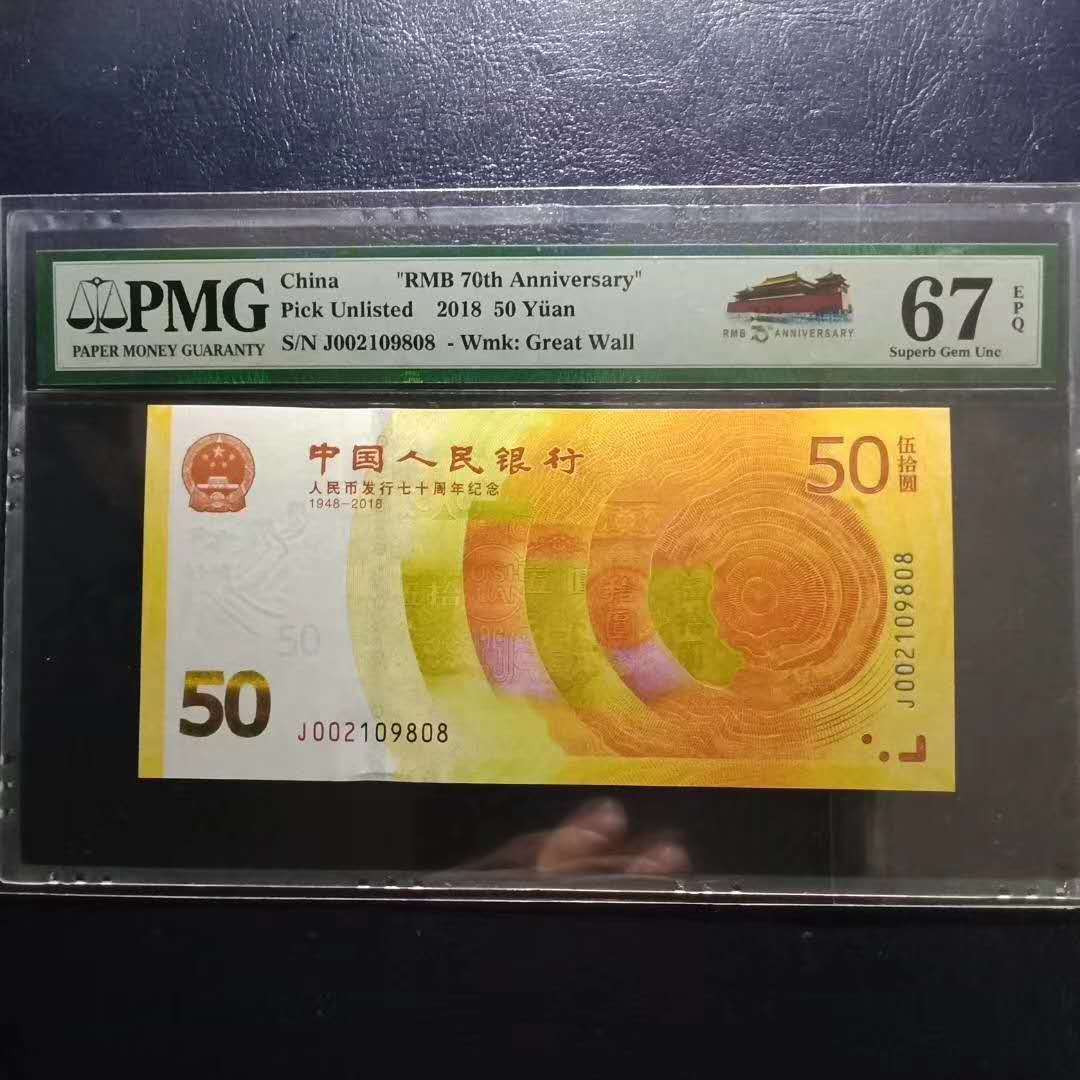 PMG
PAPER MONEY GUARANTY
China "RMB 70th Anniversary"
Pick Unlisted 2018 50 Yüan
S/N J002109808 - Wmk: Great Wall
RMB 70 ANNIVERSARY
67
EPQ
Superb Gem Unc
中国人民银行
人民币发行七十周年纪念
1948-2018
50
伍拾圆
50
50
J002109808
J002109808